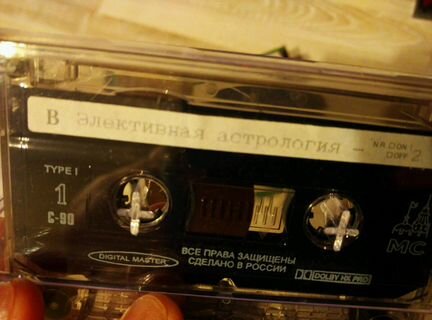 B Элективная астрология - 2
N.R. ON
OFF
TYPE I
1
C-90
DIGITAL MASTER
ВСЕ ПРАВА ЗАЩИЩЕНЫ
СДЕЛАНО В РОССИИ
DOLBY HX PRO
MC